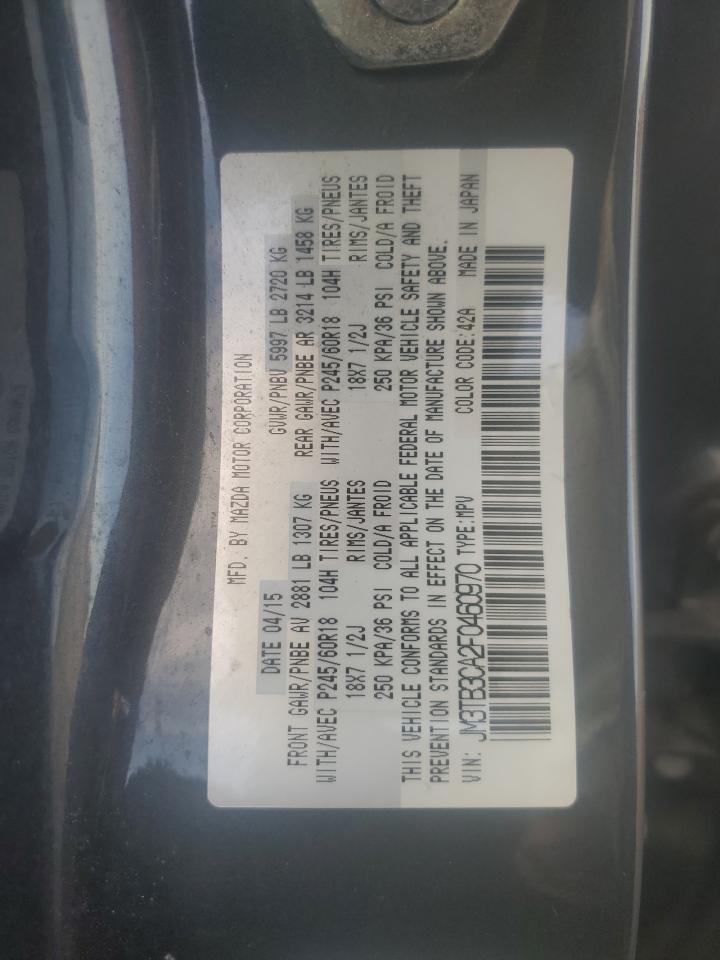 MFD. BY MAZDA MOTOR CORPORATION
DATE 04/15 GVWR/PNBV 5997 LB 2720 KG
FRONT GAWR/PNBE AV 2881 LB 1307 KG REAR GAWR/PNBE AR 3214 LB 1458 KG
WITH/AVEC P245/60R18 104H TIRES/PNEUS WITH/AVEC P245/60R18 104H TIRES/PNEUS
18X7 1/2J RIMS/JANTES 18X7 1/2J RIMS/JANTES
250 KPA/36 PSI COLD/A FROID 250 KPA/36 PSI COLD/A FROID
THIS VEHICLE CONFORMS TO ALL APPLICABLE FEDERAL MOTOR VEHICLE SAFETY AND THEFT
PREVENTION STANDARDS IN EFFECT ON THE DATE OF MANUFACTURE SHOWN ABOVE.
VIN: JM3TB3CA2F0460970 TYPE:MPV COLOR CODE:42A MADE IN JAPAN